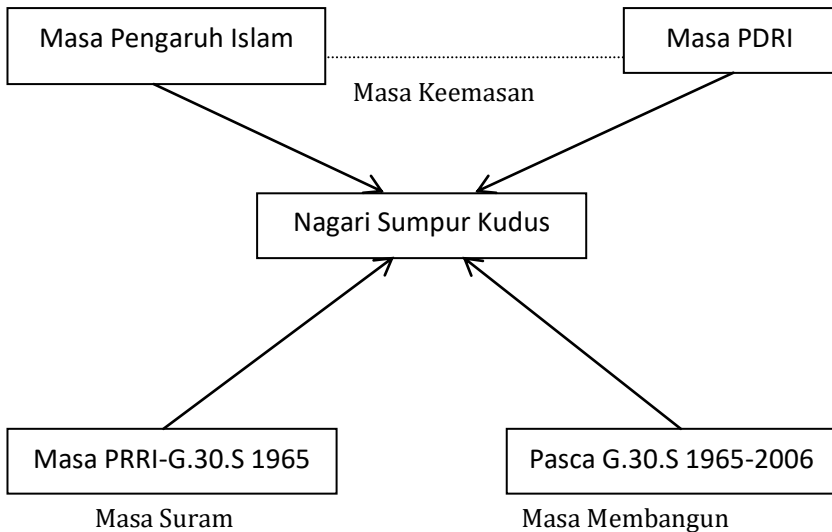 Masa Pengaruh Islam
Masa PDRI
Masa Keemasan
Nagari Sumpur Kudus
Masa PRRI-G.30.S 1965
Pasca G.30.S 1965-2006
Masa Suram
Masa Membangun